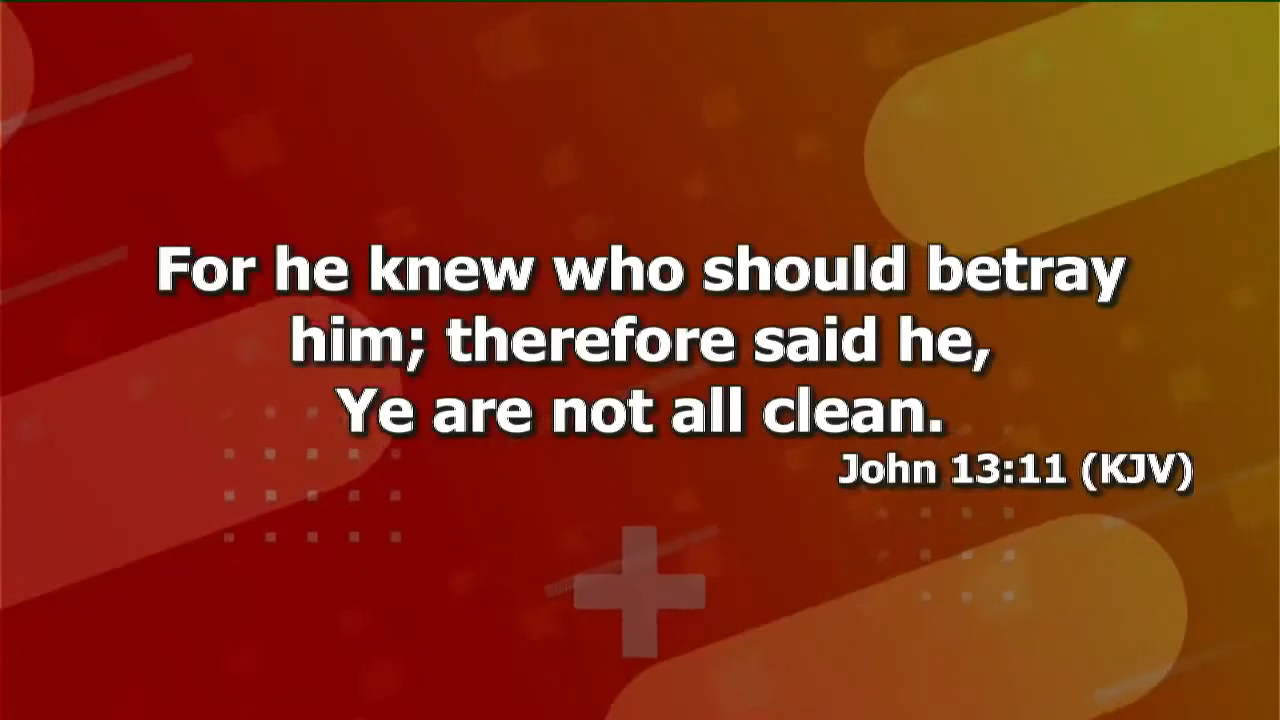 For he knew who should betray
him; therefore said he,
Ye are not all clean.
John 13:11 (KJV)